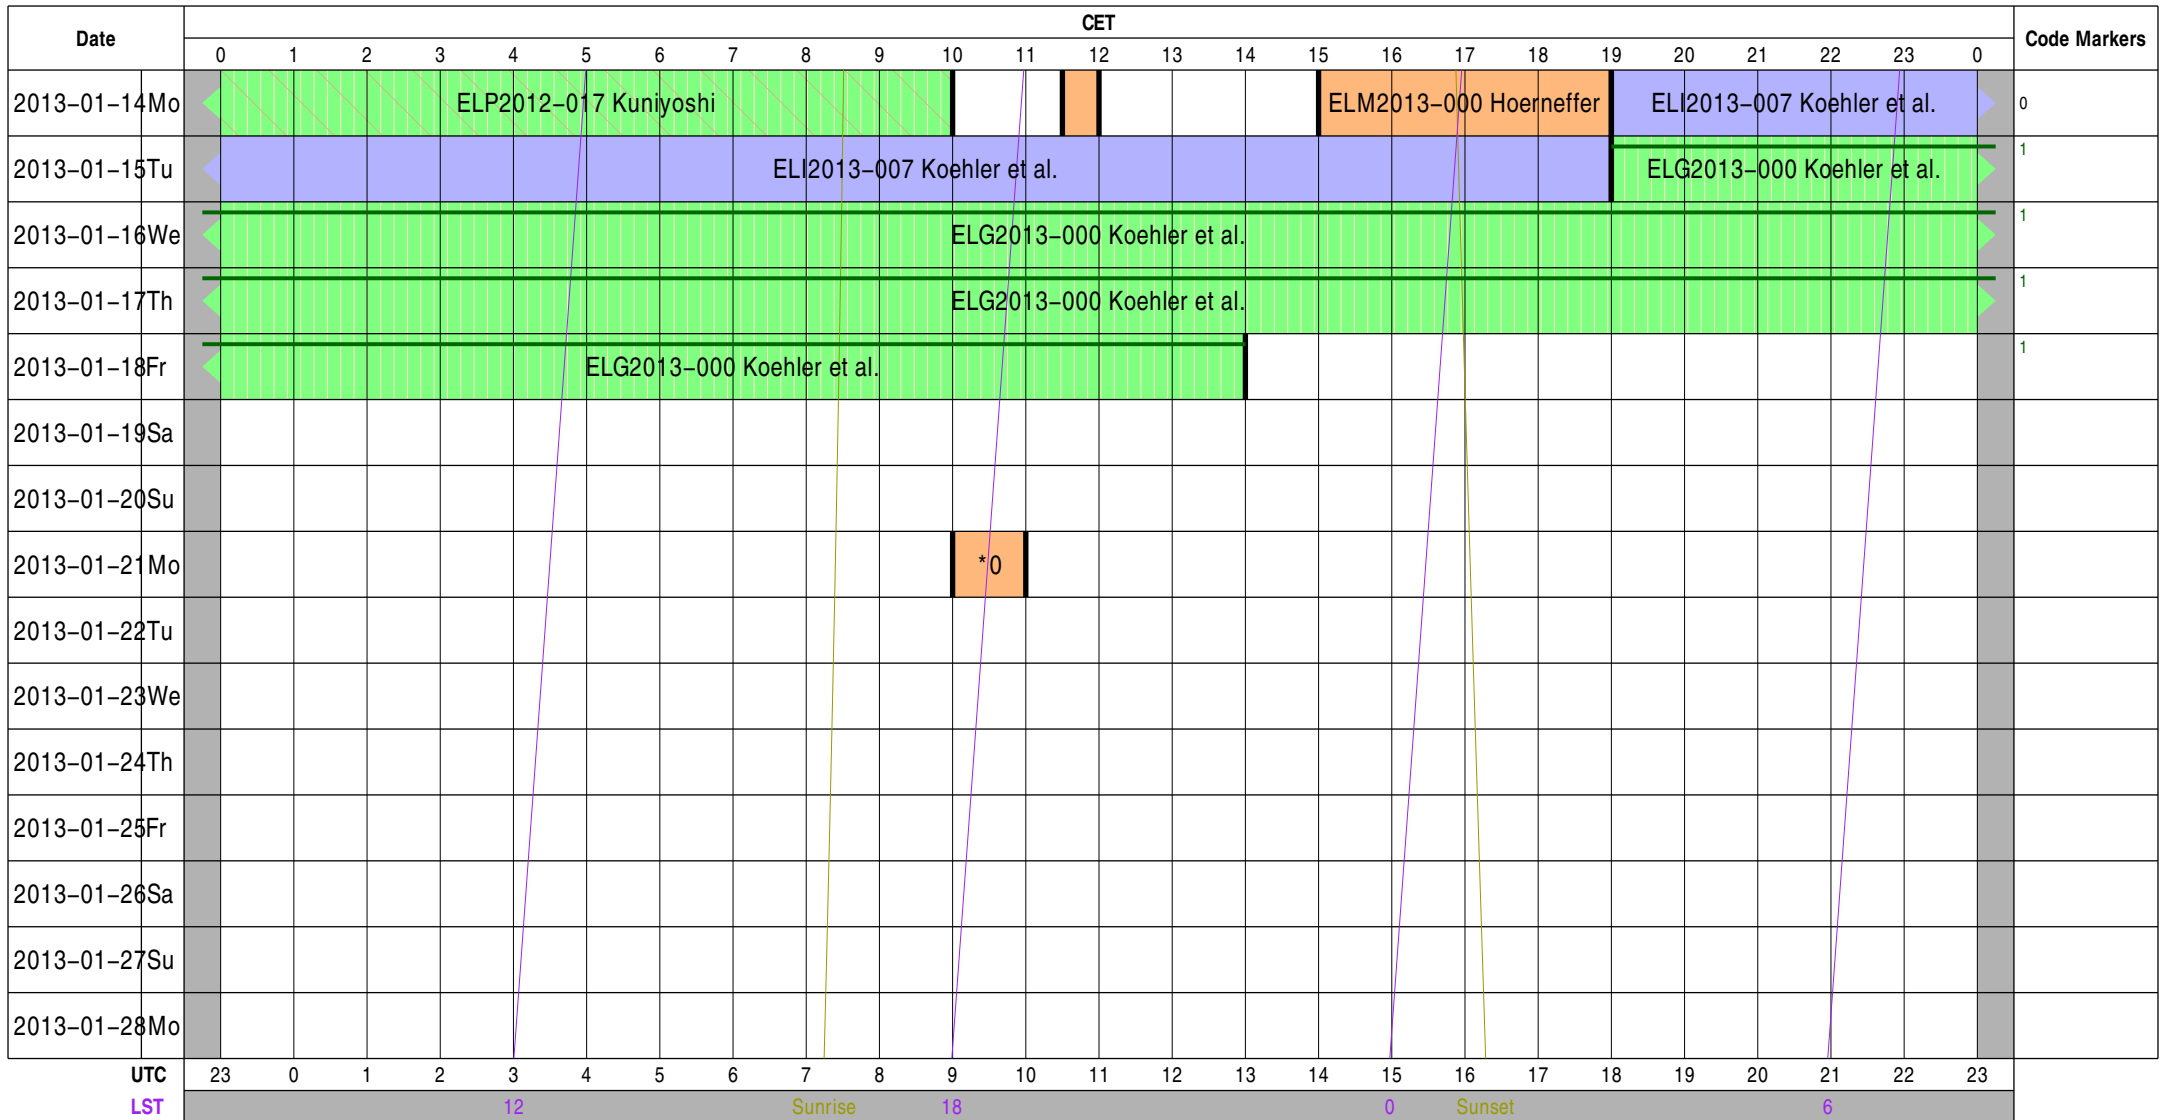 Date CET Code Markers
0 1 2 3 4 5 6 7 8 9 10 11 12 13 14 15 16 17 18 19 20 21 22 23 0
2013-01-14Mo ELP2012-017 Kuniyoshi ELM2013-000 Hoerneffer ELI2013-007 Koehler et al. 0
2013-01-15Tu ELI2013-007 Koehler et al. ELG2013-000 Koehler et al. 1
2013-01-16We ELG2013-000 Koehler et al. 1
2013-01-17Th ELG2013-000 Koehler et al. 1
2013-01-18Fr ELG2013-000 Koehler et al. 1
2013-01-19Sa
2013-01-20Su
2013-01-21Mo *0
2013-01-22Tu
2013-01-23We
2013-01-24Th
2013-01-25Fr
2013-01-26Sa
2013-01-27Su
2013-01-28Mo
UTC 23 0 1 2 3 4 5 6 7 8 9 10 11 12 13 14 15 16 17 18 19 20 21 22 23
LST 12 Sunrise 18 0 Sunset 6